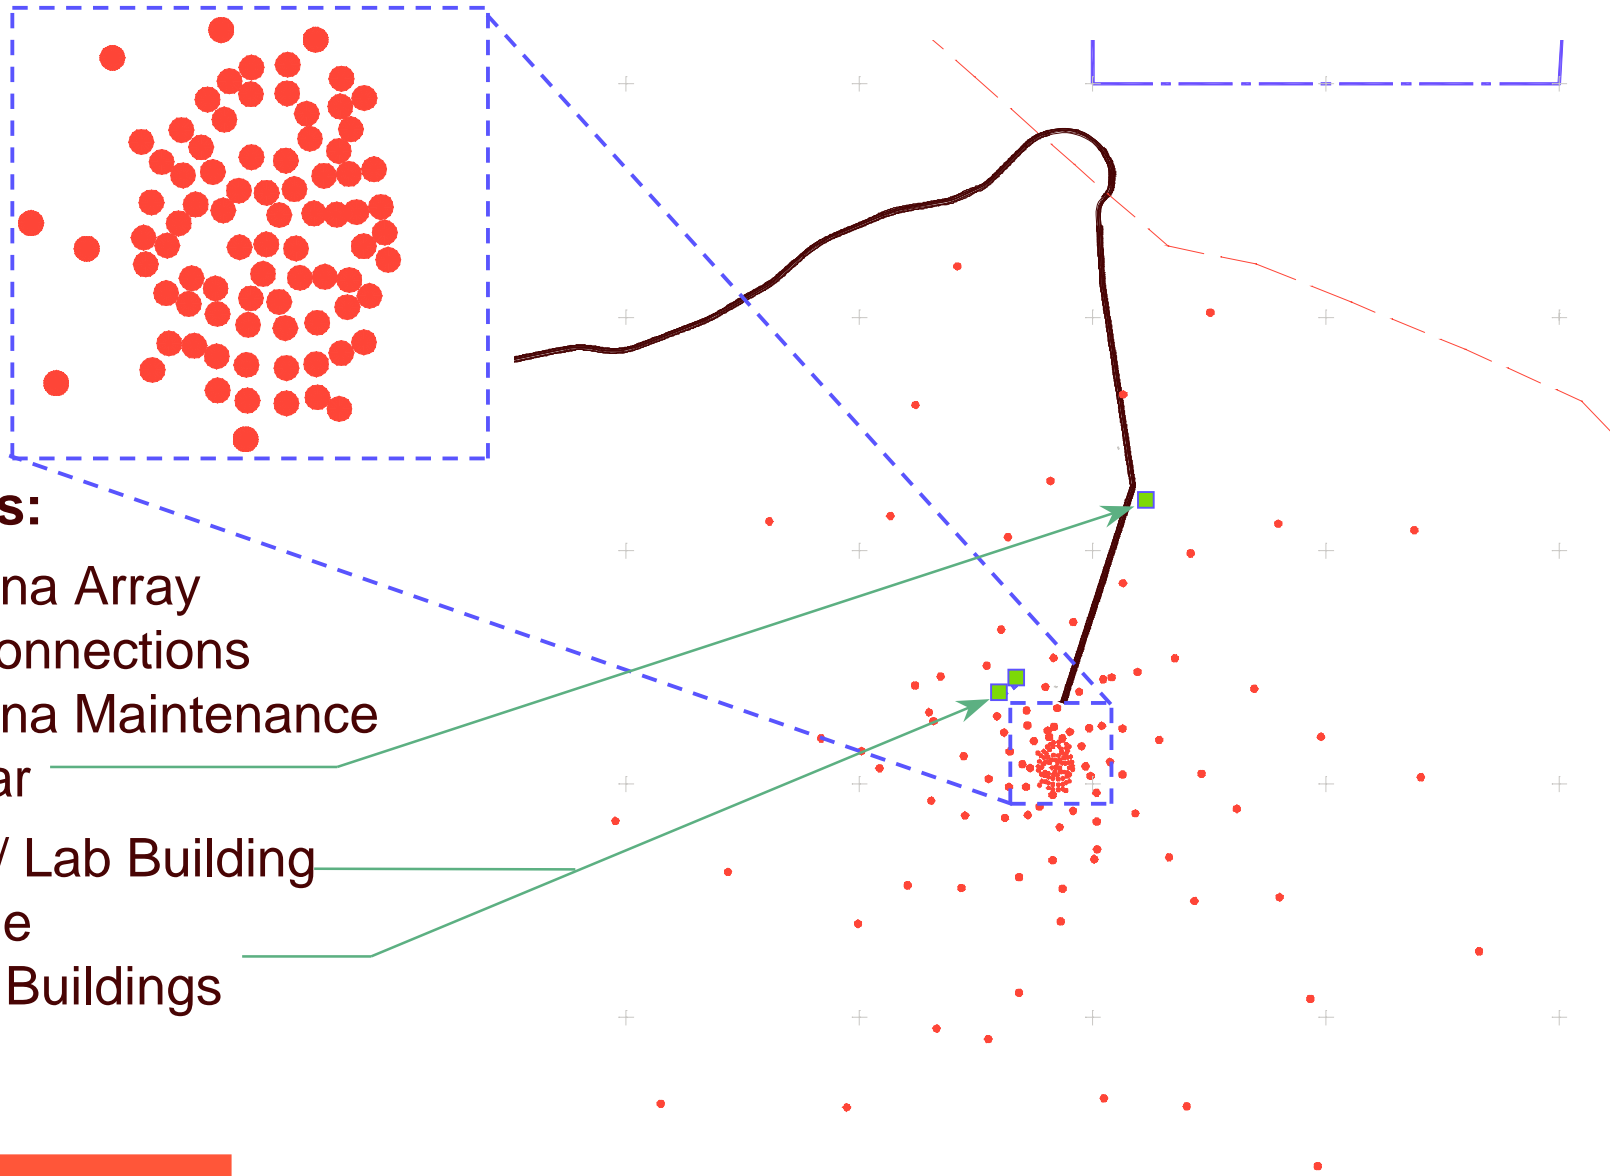 s:
na Array
onnections
na Maintenance
ar
/ Lab Building
e
Buildings